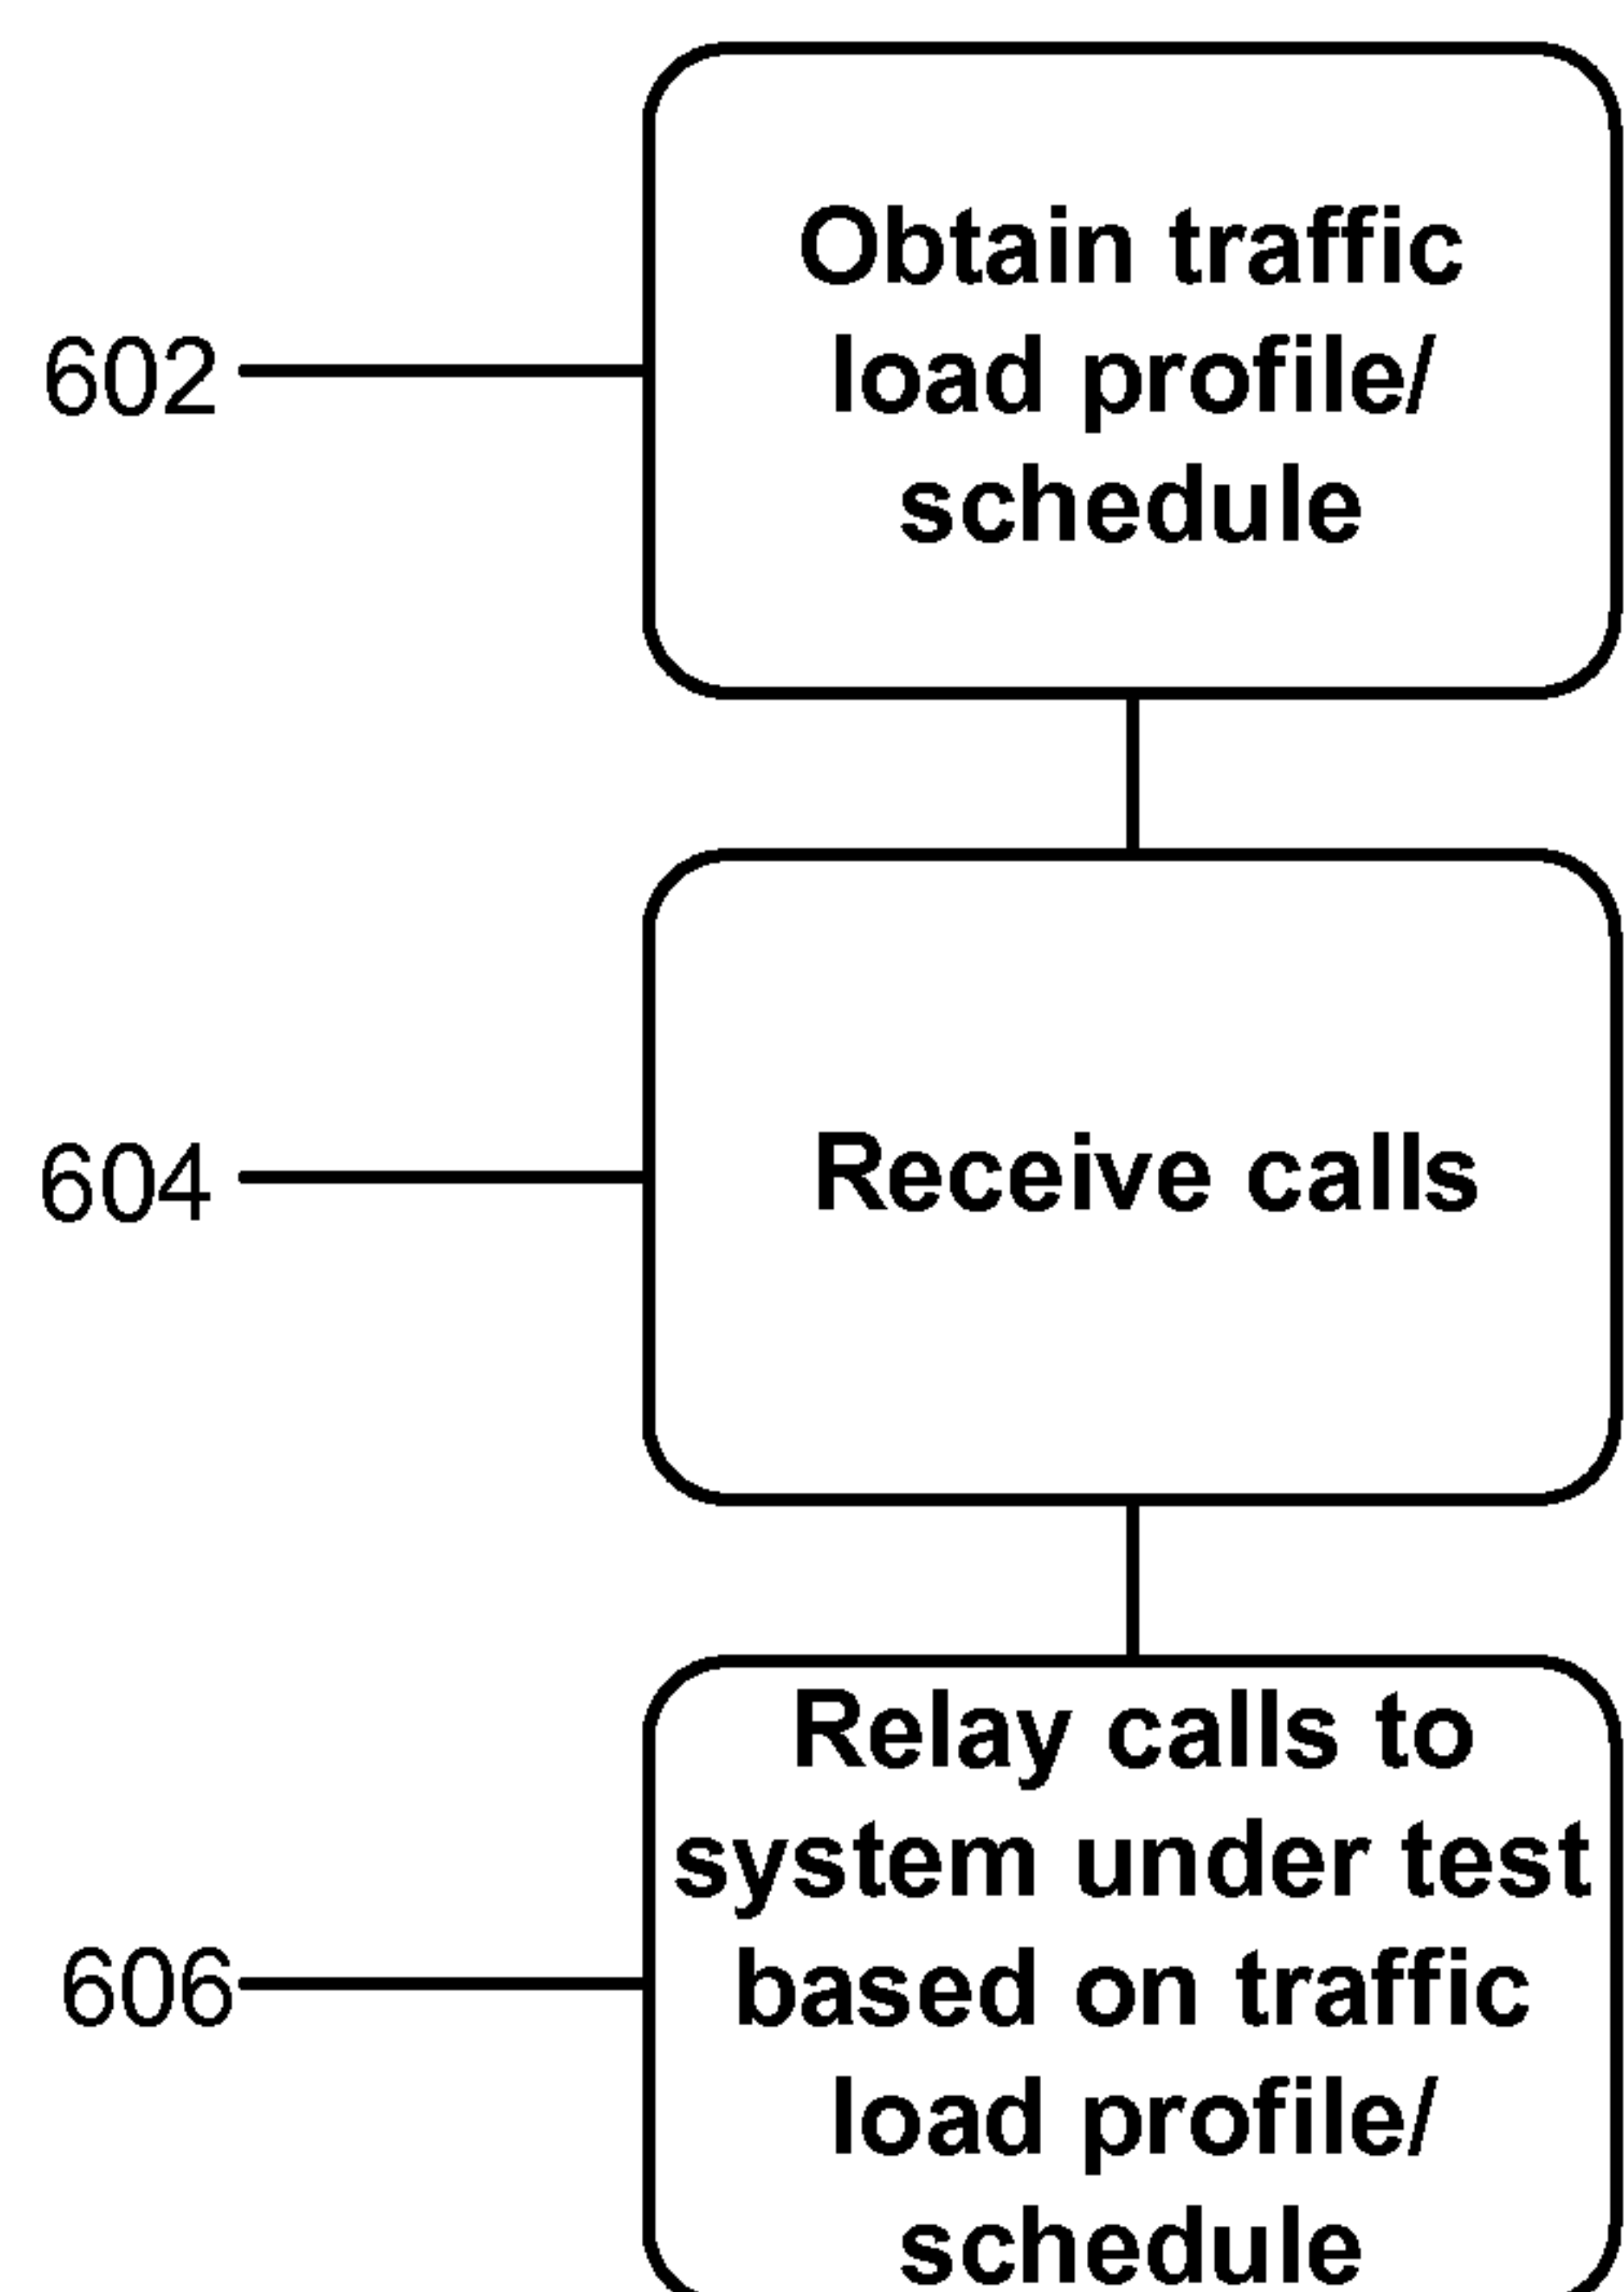 Obtain traffic
load profile/
schedule
602
Receive calls
604
Relay calls to
system under test
based on traffic
load profile/
schedule
606